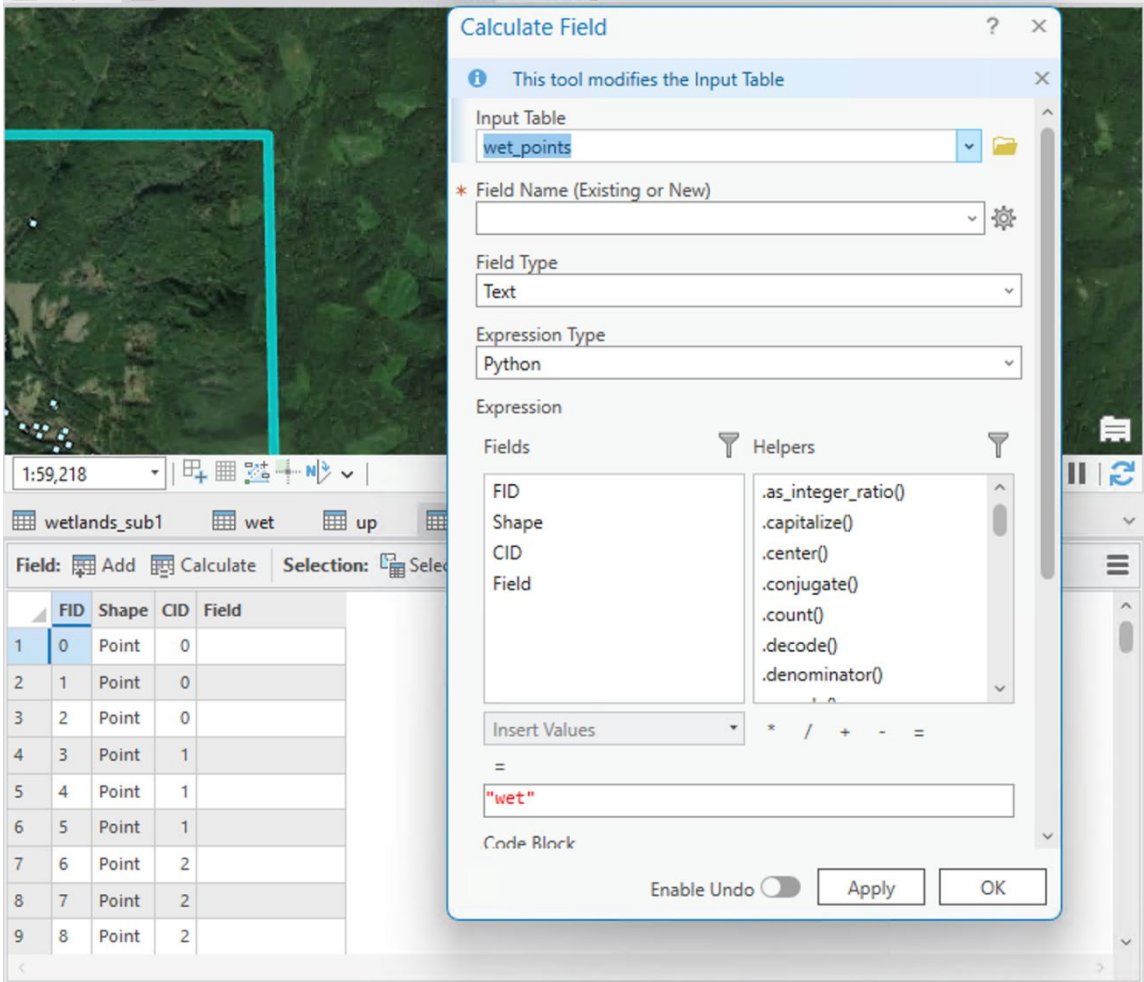 Calculate Field ?
This tool modifies the Input Table
Input Table
wet_points
* Field Name (Existing or New)
Field Type
Text
Expression Type
Python
Expression
Fields
Helpers
FID
Shape
CID
Field
.as_integer_ratio()
.capitalize()
.center()
.conjugate()
.count()
.decode()
.denominator()
Insert Values
* / + - =
=
"wet"
Code Block
Enable Undo
Apply
OK
1:59,218
N
wetlands_sub1 wet up
Field: Add Calculate Selection:
FID Shape CID Field
1 0 Point 0
2 1 Point 0
3 2 Point 0
4 3 Point 1
5 4 Point 1
6 5 Point 1
7 6 Point 2
8 7 Point 2
9 8 Point 2